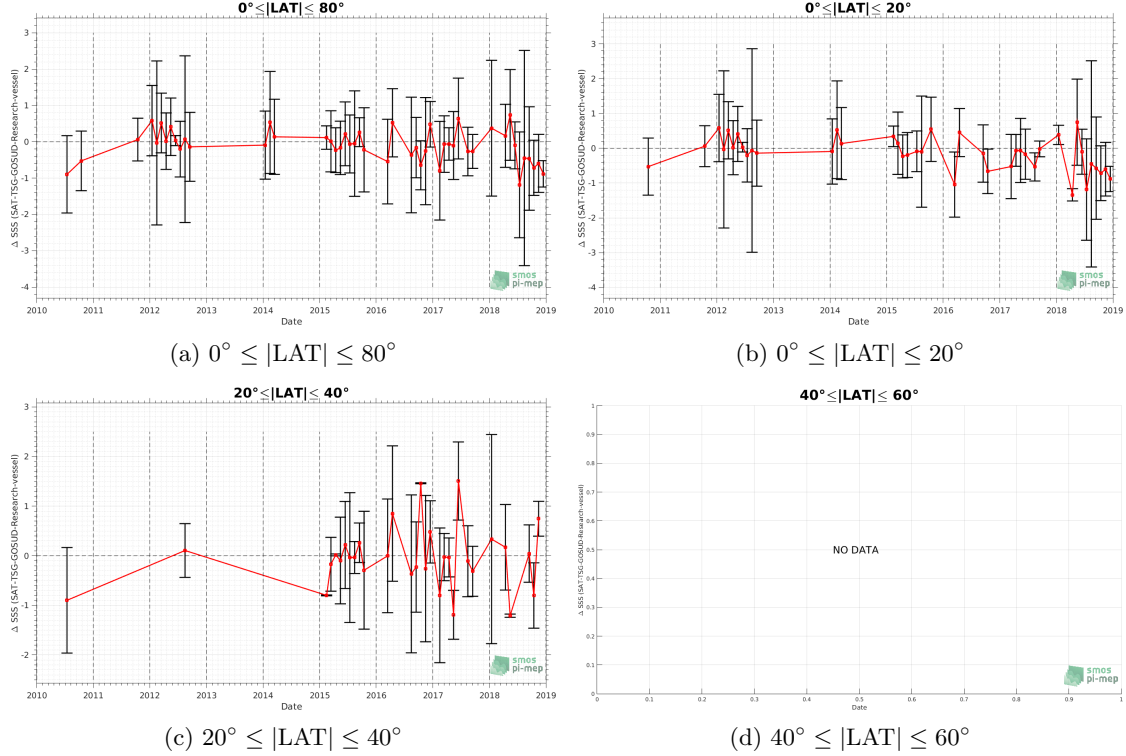 0°≤|LAT|≤ 80°
3
2
1
0
-1
-2
-3
-4
Δ SSS (SAT-TSG-GOSUD-Research-vessel)
2010 2011 2012 2013 2014 2015 2016 2017 2018 2019
Date
smos
pi-mep
(a) 0° ≤ |LAT| ≤ 80°
0°≤|LAT|≤ 20°
3
2
1
0
-1
-2
-3
-4
Δ SSS (SAT-TSG-GOSUD-Research-vessel)
2010 2011 2012 2013 2014 2015 2016 2017 2018 2019
Date
smos
pi-mep
(b) 0° ≤ |LAT| ≤ 20°
20°≤|LAT|≤ 40°
3
2
1
0
-1
-2
Δ SSS (SAT-TSG-GOSUD-Research-vessel)
2010 2011 2012 2013 2014 2015 2016 2017 2018 2019
Date
smos
pi-mep
(c) 20° ≤ |LAT| ≤ 40°
40°≤|LAT|≤ 60°
1
0.9
0.8
0.7
0.6
0.5
0.4
0.3
0.2
0.1
0
Δ SSS (SAT-TSG-GOSUD-Research-vessel)
NO DATA
0 0.1 0.2 0.3 0.4 0.5 0.6 0.7 0.8 0.9 1
Date
smos
pi-mep
(d) 40° ≤ |LAT| ≤ 60°